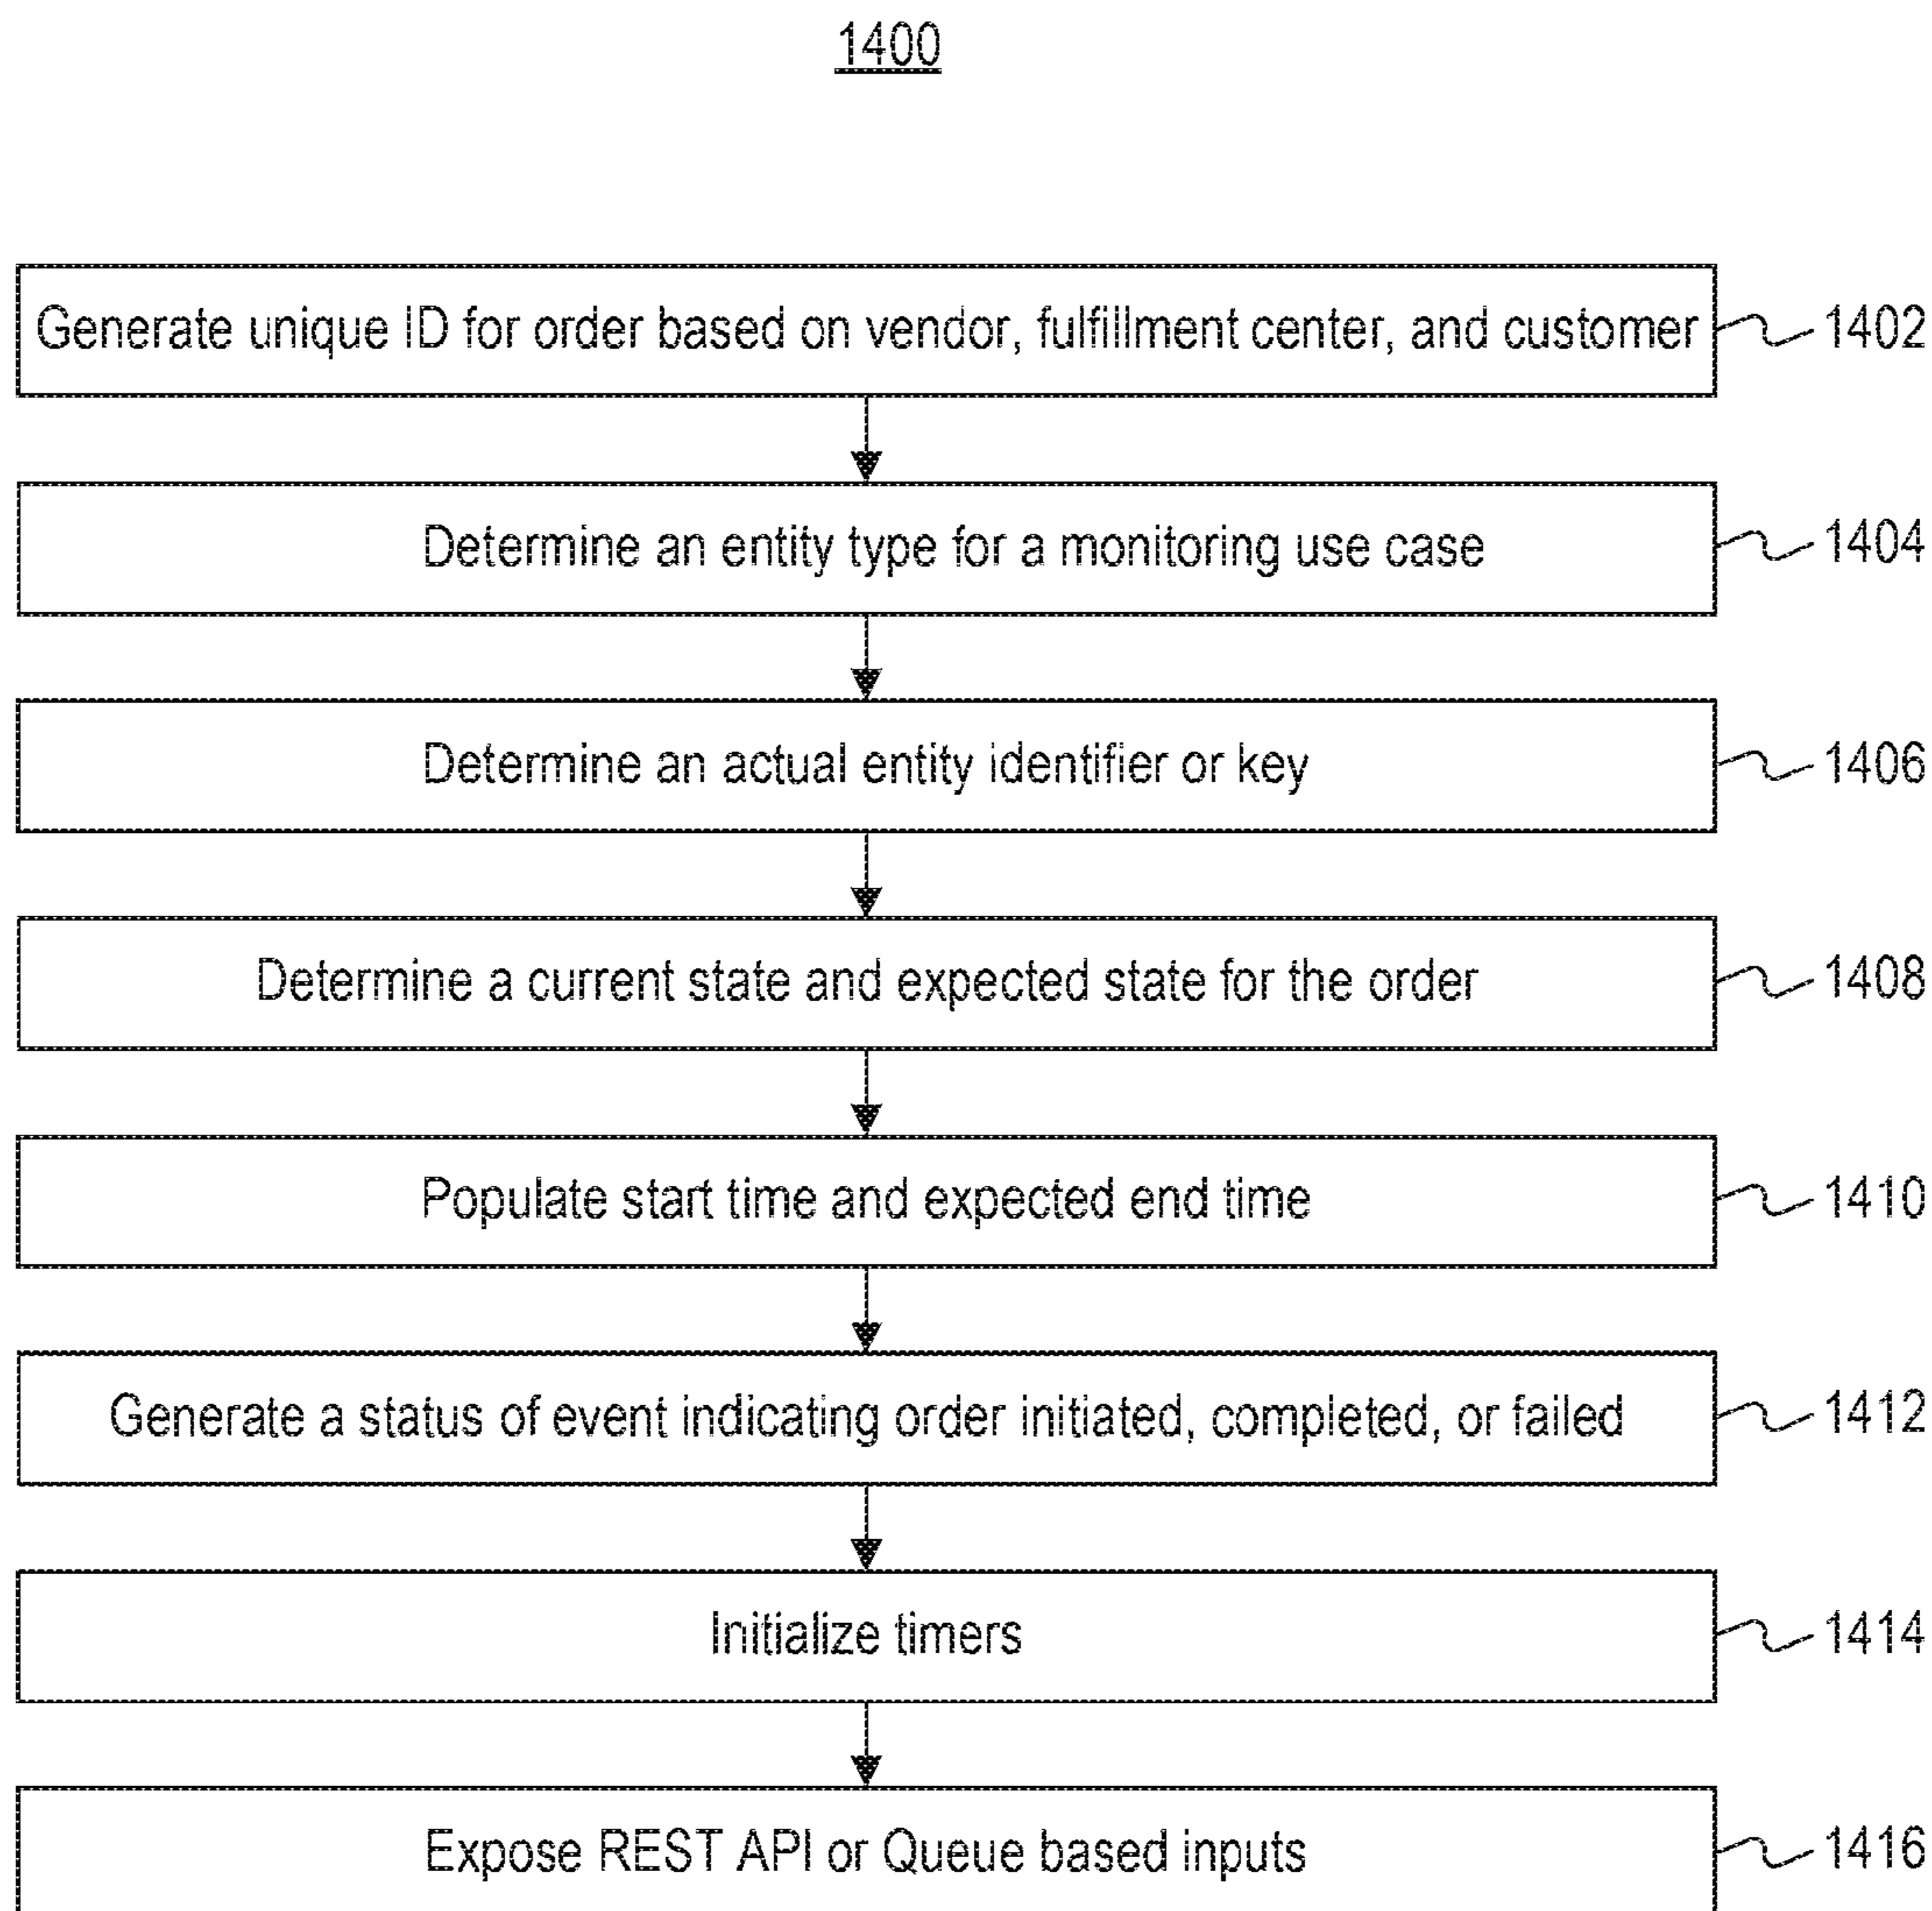 1400
Generate unique ID for order based on vendor, fulfillment center, and customer
1402
Determine an entity type for a monitoring use case
1404
Determine an actual entity identifier or key
1406
Determine a current state and expected state for the order
1408
Populate start time and expected end time
1410
Generate a status of event indicating order initiated, completed, or failed
1412
Initialize timers
1414
Expose REST API or Queue based inputs
1416